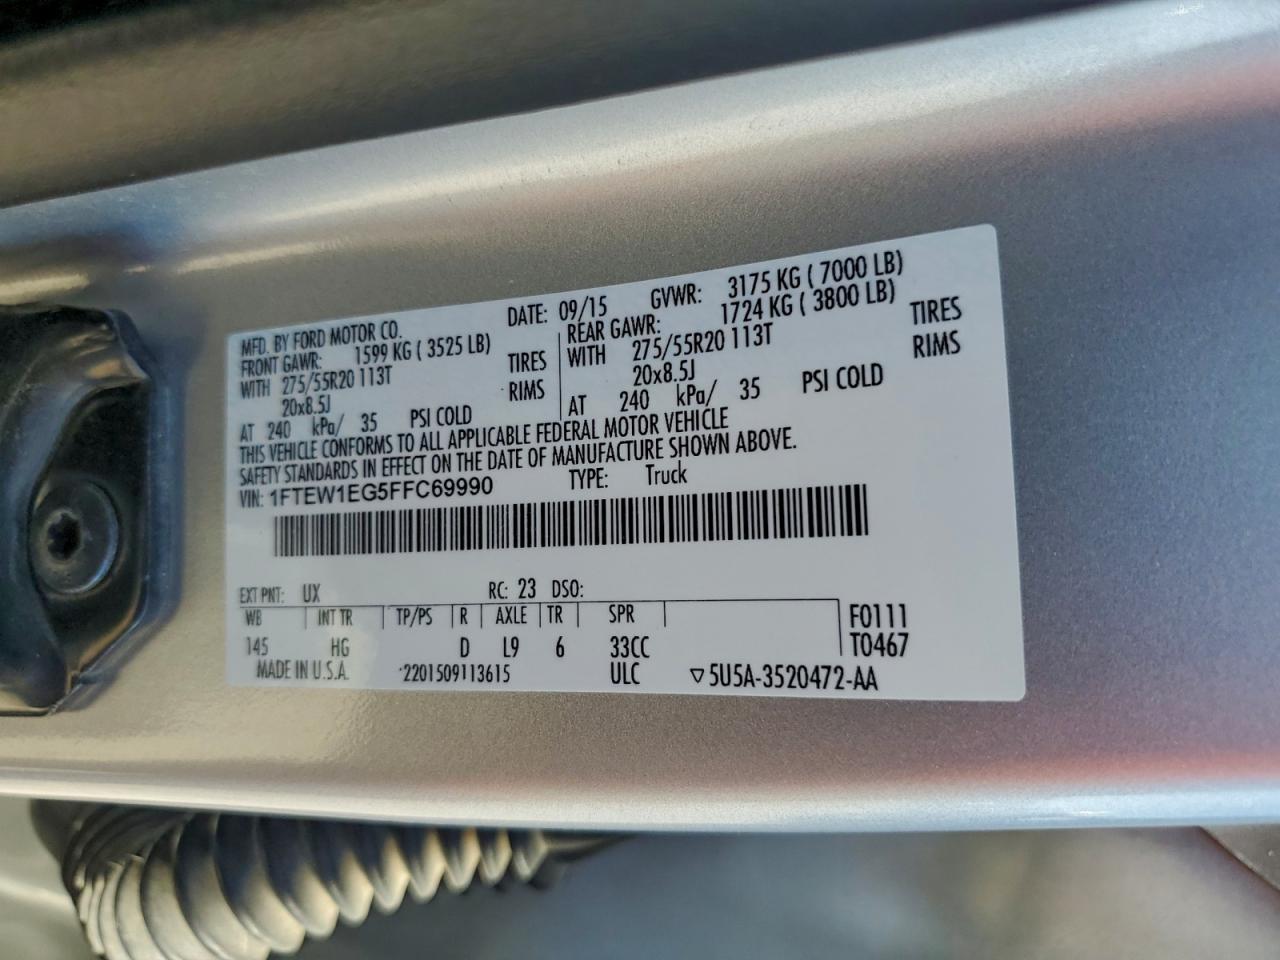 MFD. BY FORD MOTOR CO.
DATE: 09/15 GVWR: 3175 KG ( 7000 LB)
FRONT GAWR: 1599 KG ( 3525 LB)
WITH 275/55R20 113T TIRES
20x8.5J RIMS
AT 240 kPa/ 35 PSI COLD
REAR GAWR: 1724 KG ( 3800 LB)
WITH 275/55R20 113T TIRES
20x8.5J RIMS
AT 240 kPa/ 35 PSI COLD
THIS VEHICLE CONFORMS TO ALL APPLICABLE FEDERAL MOTOR VEHICLE
SAFETY STANDARDS IN EFFECT ON THE DATE OF MANUFACTURE SHOWN ABOVE.
VIN: 1FTEW1EG5FFC69990 TYPE: Truck
EXT PNT: UX RC: 23 DSO:
WB INT TR TP/PS R AXLE TR SPR F0111
145 HG D L9 6 33CC T0467
MADE IN U.S.A. *2201509113615 ULC ▽5U5A-3520472-AA